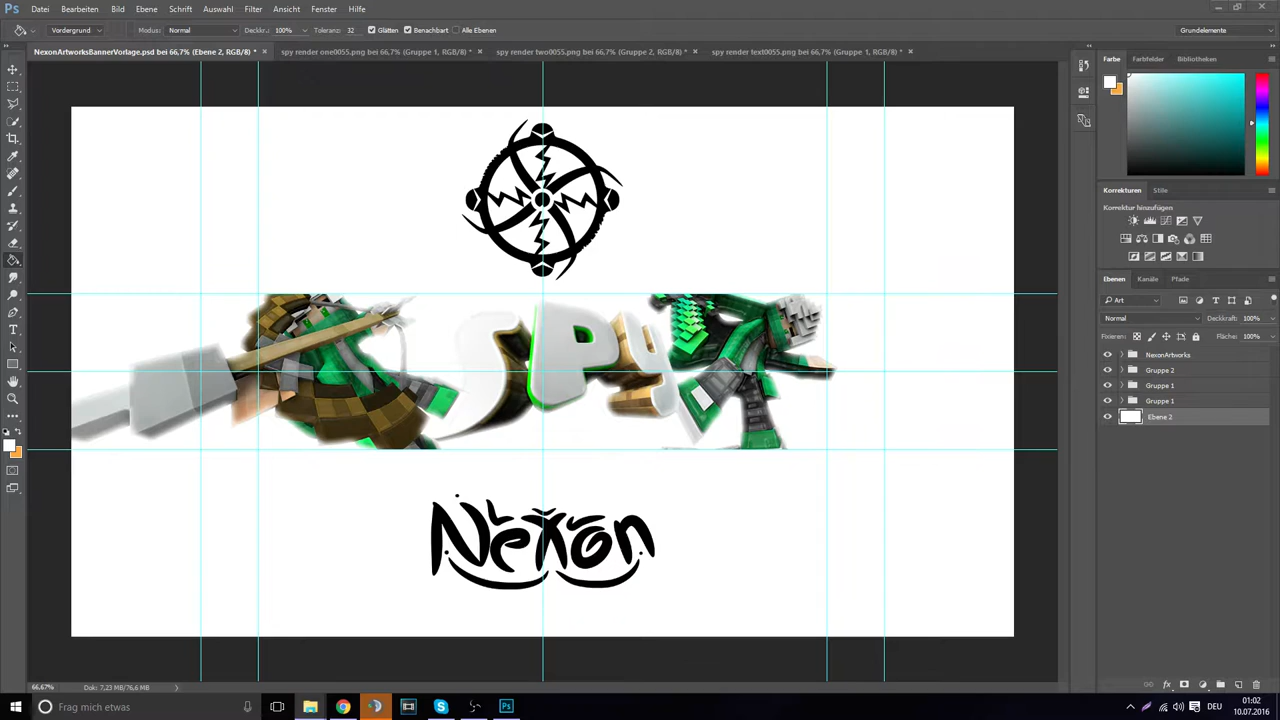 Ps Datei Bearbeiten Bild Ebene Schrift Auswahl Filter Ansicht Fenster Hilfe
Vordergrund Modus: Normal Deckkr.: 100% Toleranz: 32 Glätten Benachbart Alle Ebenen Grundelemente
NexonArtworksBannerVorlage.psd bei 66,7% (Ebene 2, RGB/8) * × spy render one0055.png bei 66,7% (Gruppe 1, RGB/8) * × spy render two0055.png bei 66,7% (Gruppe 2, RGB/8) * × spy render text0055.png bei 66,7% (Gruppe 1, RGB/8) * ×
Farbe Farbfelder Bibliotheken
Korrekturen Stile
Korrektur hinzufügen
Ebenen Kanäle Pfade
Art
Normal Deckkraft: 100%
Fixieren: Fläche: 100%
NexonArtworks
Gruppe 2
Gruppe 1
Gruppe 1
Ebene 2
SPY
Nexon
66,67% Dok: 7,23 MB/76,6 MB
Frag mich etwas
DEU
01:02
10.07.2016